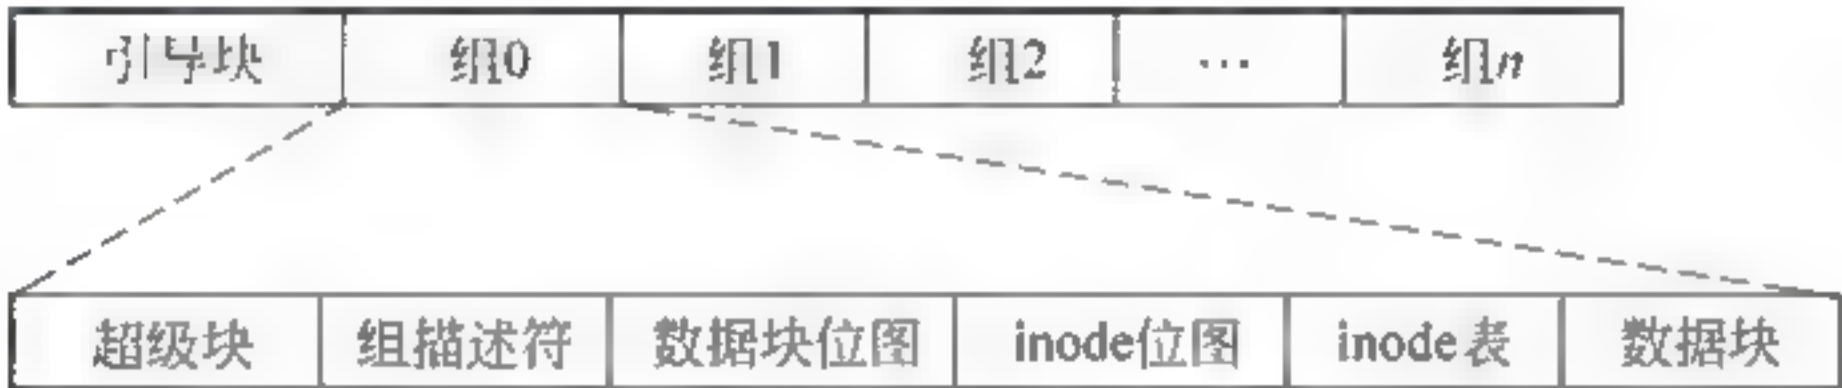 引导块 组0 组1 组2 … 组n
超级块 组描述符 数据块位图 inode位图 inode表 数据块